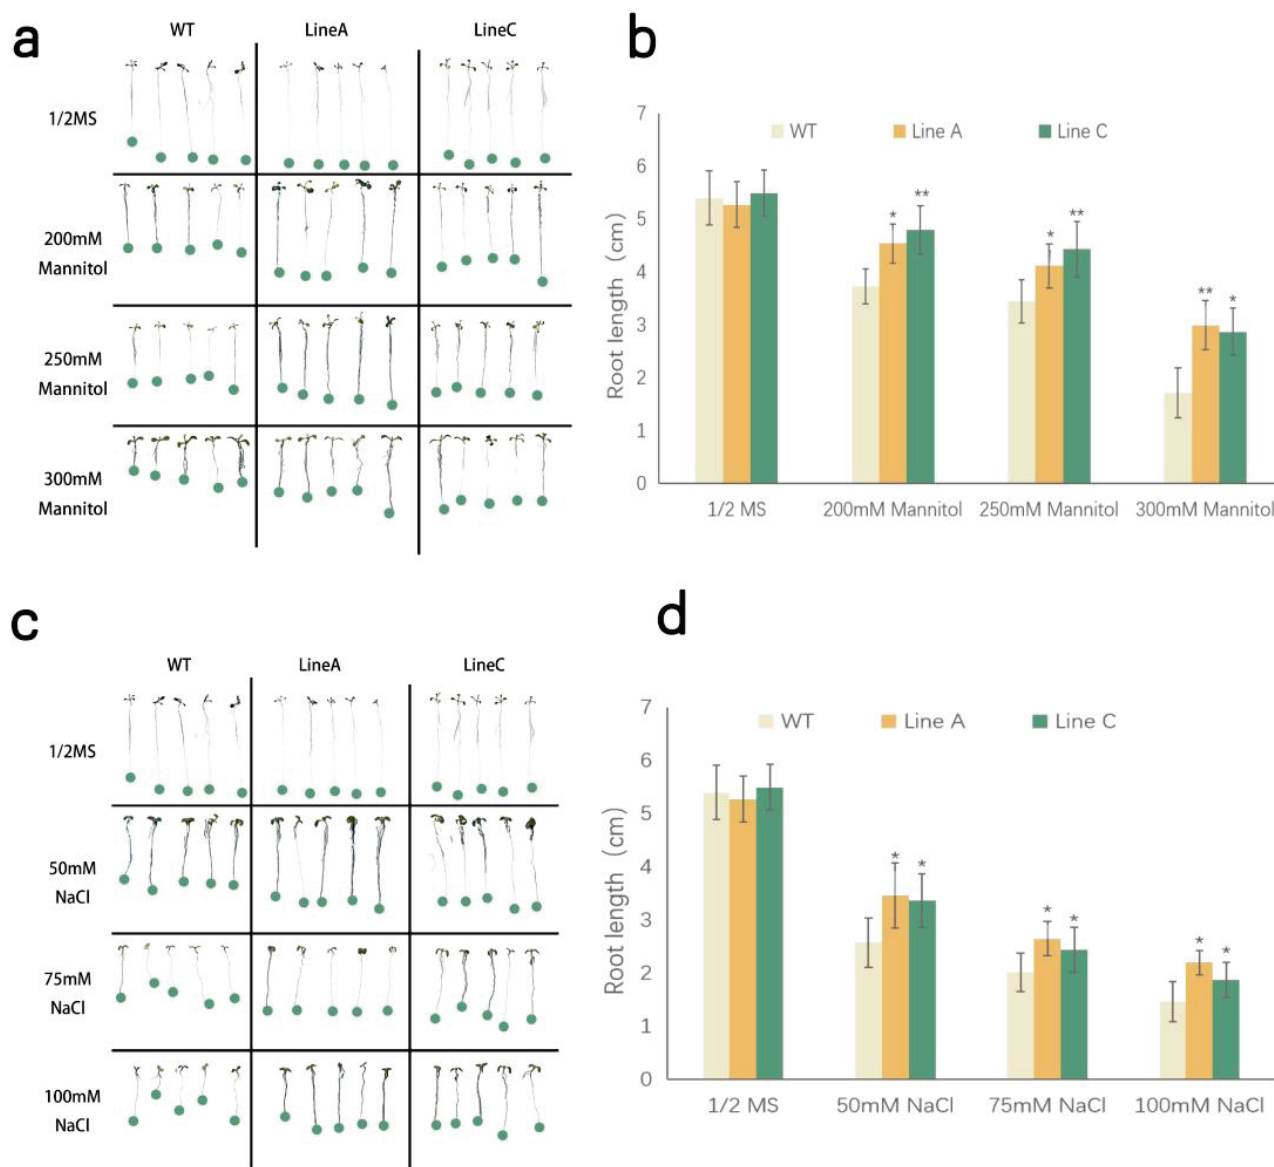 a
WT
LineA
LineC
1/2MS
200mM
Mannitol
250mM
Mannitol
300mM
Mannitol
b
WT
Line A
Line C
Root length (cm)
7
6
5
4
3
2
1
0
*
**
*
**
**
*
1/2 MS
200mM Mannitol
250mM Mannitol
300mM Mannitol
c
WT
LineA
LineC
1/2MS
50mM
NaCl
75mM
NaCl
100mM
NaCl
d
WT
Line A
Line C
Root length (cm)
7
6
5
4
3
2
1
0
*
*
*
*
*
*
1/2 MS
50mM NaCl
75mM NaCl
100mM NaCl